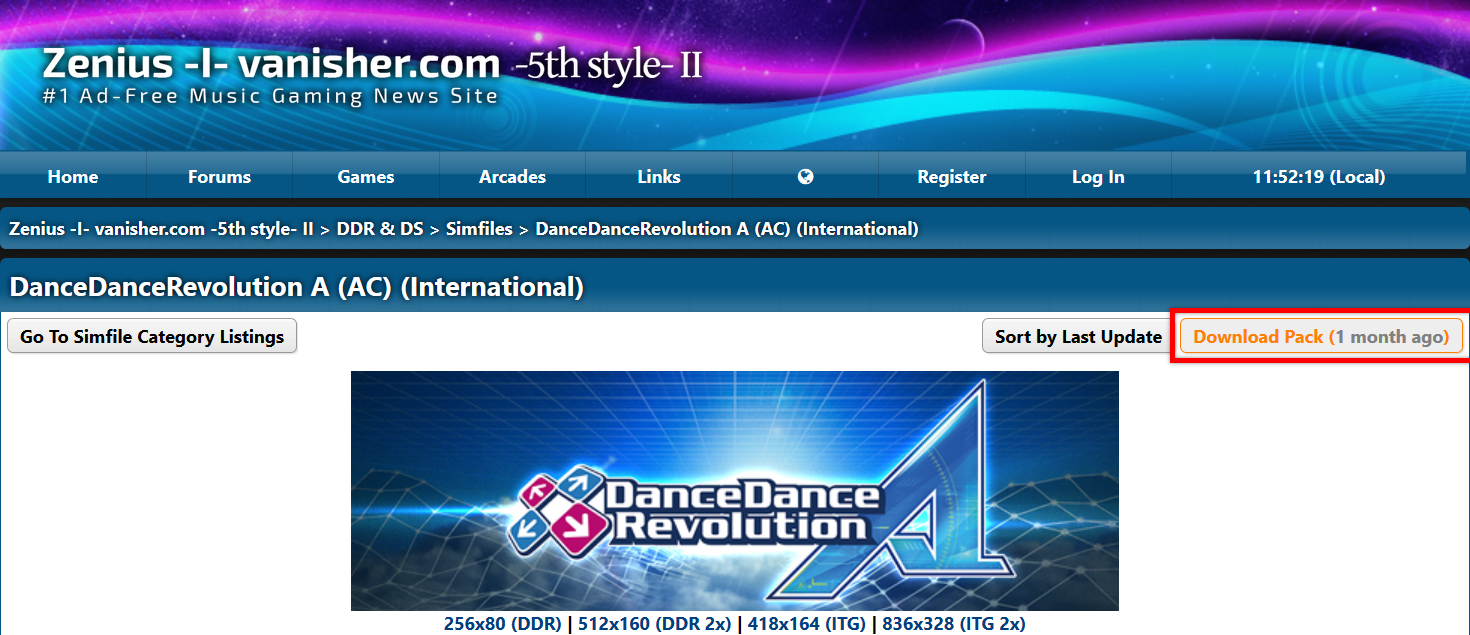 Zenius -I- vanisher.com -5th style- II
#1 Ad-Free Music Gaming News Site
Home Forums Games Arcades Links Register Log In 11:52:19 (Local)
Zenius -I- vanisher.com -5th style- II > DDR & DS > Simfiles > DanceDanceRevolution A (AC) (International)
DanceDanceRevolution A (AC) (International)
Go To Simfile Category Listings Sort by Last Update Download Pack (1 month ago)
DanceDance
Revolution A
256x80 (DDR) | 512x160 (DDR 2x) | 418x164 (ITG) | 836x328 (ITG 2x)